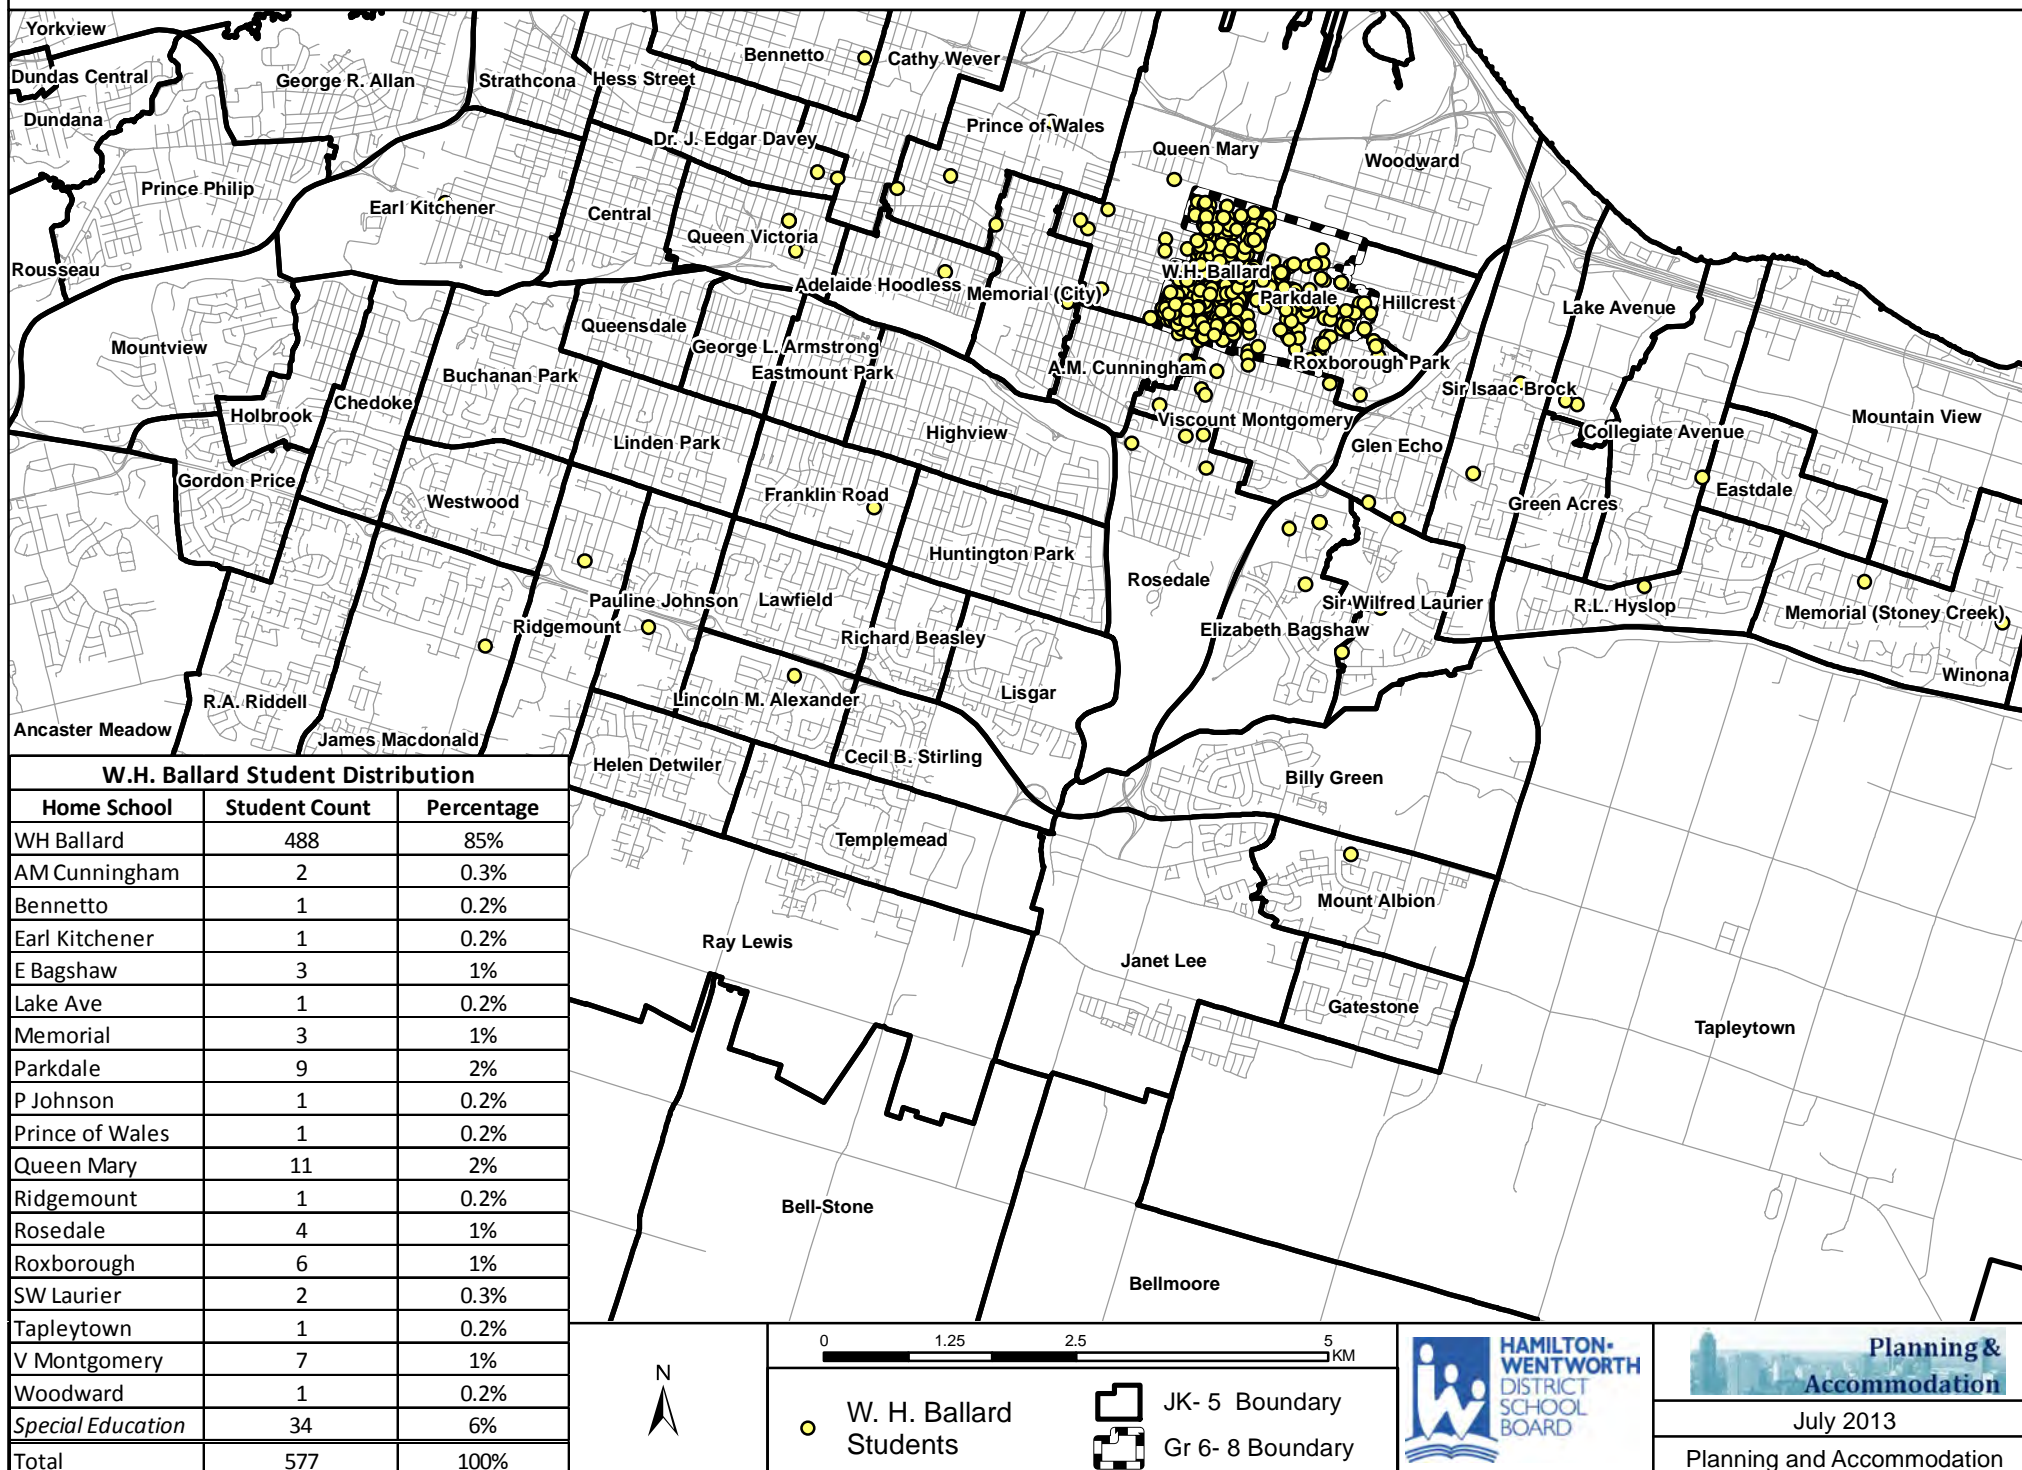 Yorkview
Bennetto
Cathy Wever
Dundas Central
George R. Allan
Strathcona
Hess Street
Dundana
Dr. J. Edgar Davey
Prince of Wales
Queen Mary
Woodward
Prince Philip
Earl Kitchener
Central
Queen Victoria
Rousseau
Adelaide Hoodless
Memorial (City)
W.H. Ballard
Parkdale
Hillcrest
Lake Avenue
Mountview
Queensdale
George L. Armstrong
Eastmount Park
Buchanan Park
A.M. Cunningham
Roxborough Park
Sir Isaac Brock
Holbrook
Chedoke
Linden Park
Highview
Viscount Montgomery
Glen Echo
Collegiate Avenue
Mountain View
Gordon Price
Westwood
Franklin Road
Green Acres
Eastdale
Huntington Park
Rosedale
Pauline Johnson
Lawfield
Ridgemount
Richard Beasley
Sir Wilfred Laurier
Elizabeth Bagshaw
R.L. Hyslop
Memorial (Stoney Creek)
Winona
R.A. Riddell
Lincoln M. Alexander
Lisgar
Ancaster Meadow
James Macdonald
Helen Detwiler
Cecil B. Stirling
Billy Green
Templemead
Mount Albion
Ray Lewis
Janet Lee
Gatestone
Tapleytown
Bell-Stone
Bellmoore
W.H. Ballard Student Distribution
Home School Student Count Percentage
WH Ballard 488 85%
AM Cunningham 2 0.3%
Bennetto 1 0.2%
Earl Kitchener 1 0.2%
E Bagshaw 3 1%
Lake Ave 1 0.2%
Memorial 3 1%
Parkdale 9 2%
P Johnson 1 0.2%
Prince of Wales 1 0.2%
Queen Mary 11 2%
Ridgemount 1 0.2%
Rosedale 4 1%
Roxborough 6 1%
SW Laurier 2 0.3%
Tapleytown 1 0.2%
V Montgomery 7 1%
Woodward 1 0.2%
Special Education 34 6%
Total 577 100%
N
0 1.25 2.5 5
KM
W. H. Ballard
Students
JK- 5 Boundary
Gr 6- 8 Boundary
HAMILTON-
WENTWORTH
DISTRICT
SCHOOL
BOARD
Planning &
Accommodation
July 2013
Planning and Accommodation